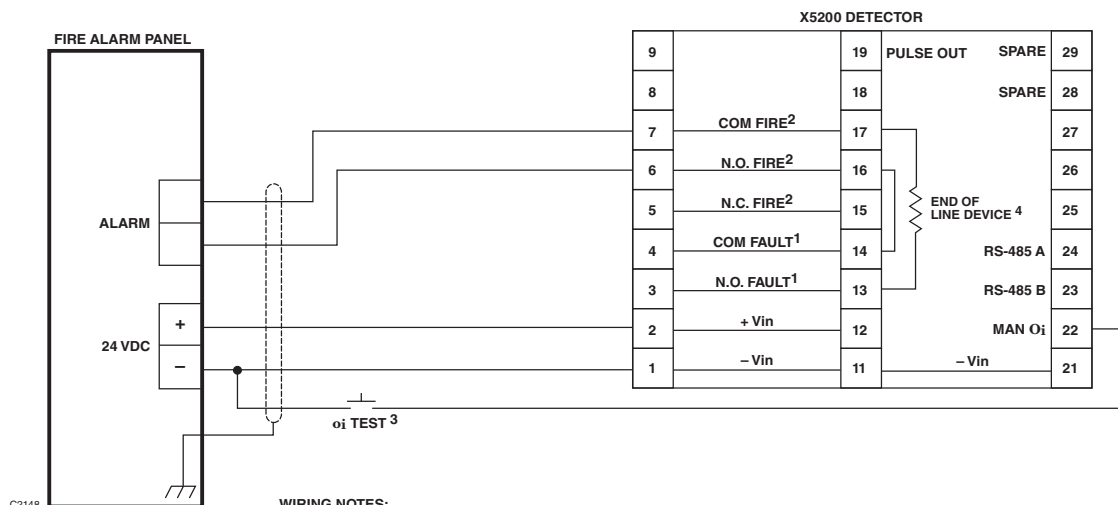 X5200 DETECTOR
FIRE ALARM PANEL
9 19 PULSE OUT SPARE 29
8 18 SPARE 28
7 COM FIRE2 17 27
6 N.O. FIRE2 16 26
ALARM
5 N.C. FIRE2 15 25
END OF
LINE DEVICE 4
4 COM FAULT1 14 RS-485 A 24
3 N.O. FAULT1 13 RS-485 B 23
24 VDC
+
−
2 + Vin 12 MAN Oi 22
1 – Vin 11 – Vin 21
oi TEST 3
C2148
WIRING NOTES: